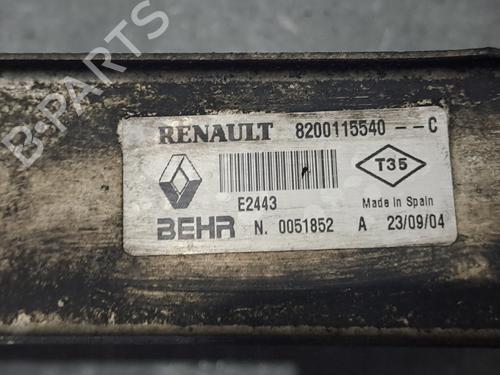 RENAULT 8200115540--C
T35
E2443
Made in Spain
BEHR N. 0051852 A 23/09/04
B-PARTS